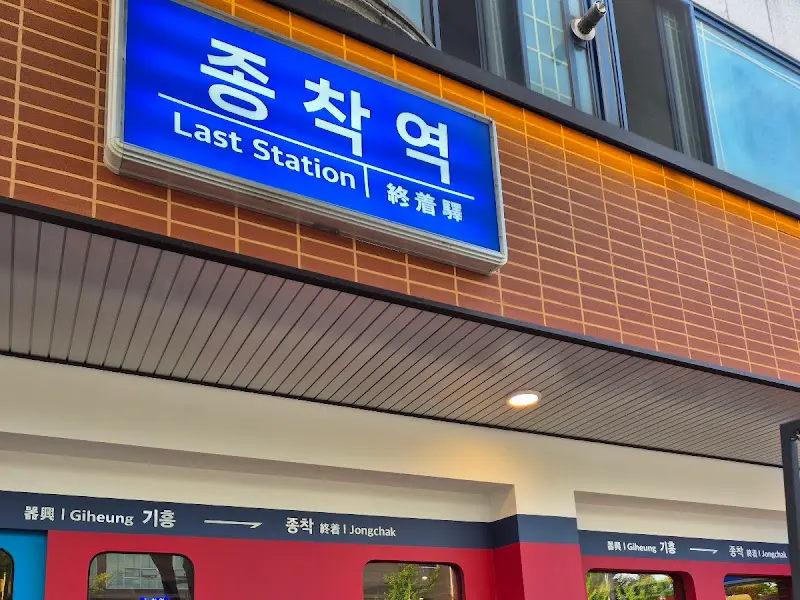 종착역
Last Station | 終着驛
器興 | Giheung 기흥 → 종착 終着 | Jongchak
器興 | Giheung 기흥 → 종착 終着 | Jongchak